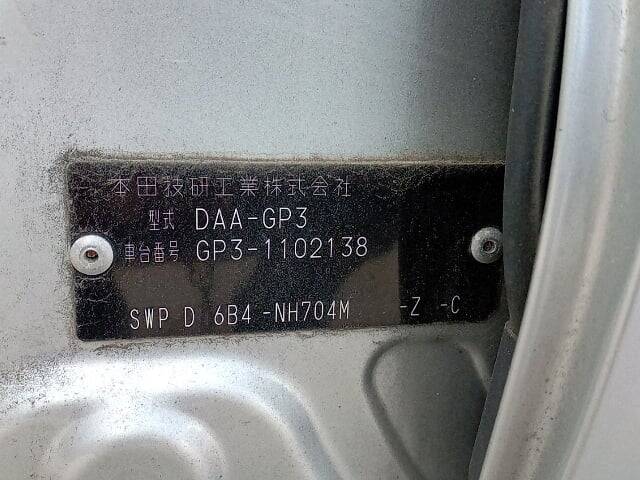 本田技研工業株式会社
型式 DAA-GP3
車台番号 GP3-1102138
SWP D 6B4-NH704M -Z -C